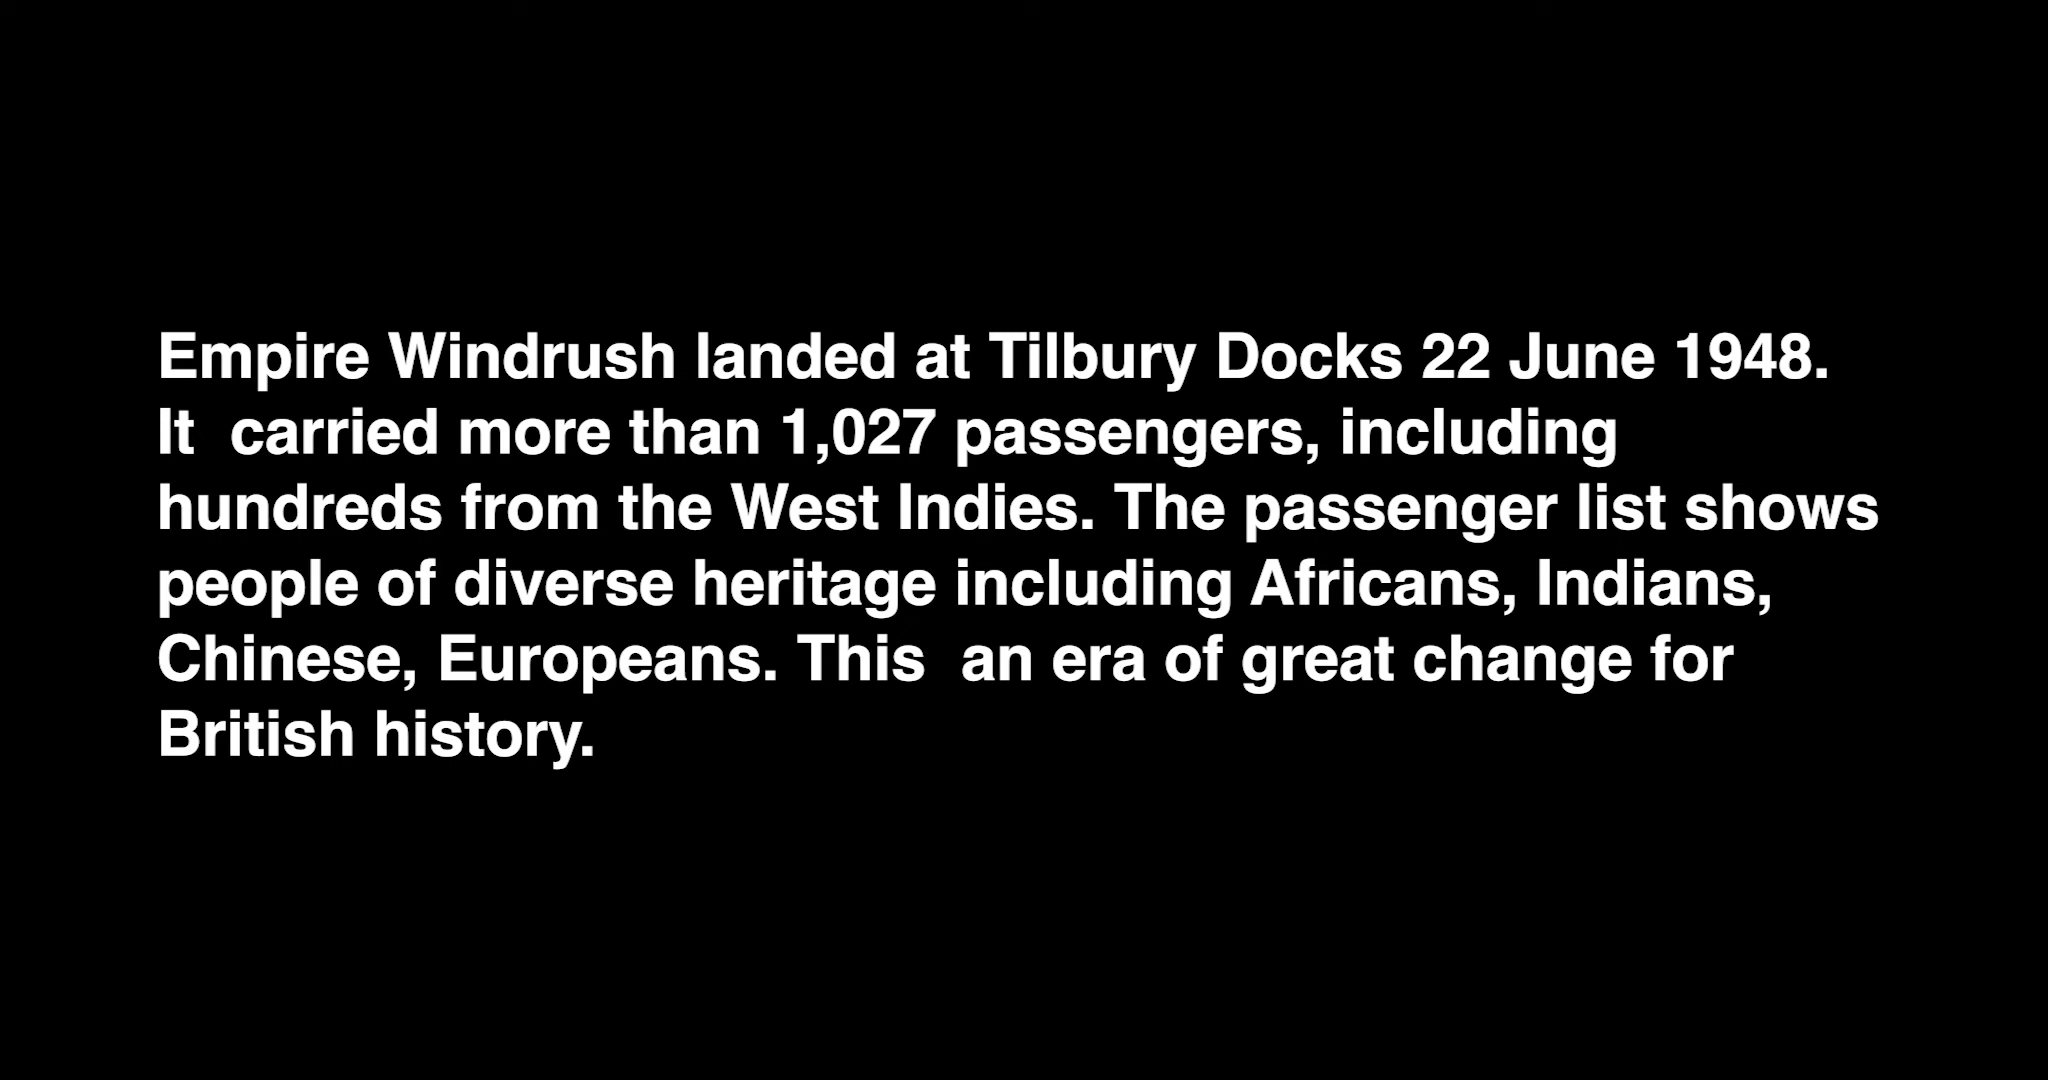 Empire Windrush landed at Tilbury Docks 22 June 1948.
It  carried more than 1,027 passengers, including
hundreds from the West Indies. The passenger list shows
people of diverse heritage including Africans, Indians,
Chinese, Europeans. This  an era of great change for
British history.